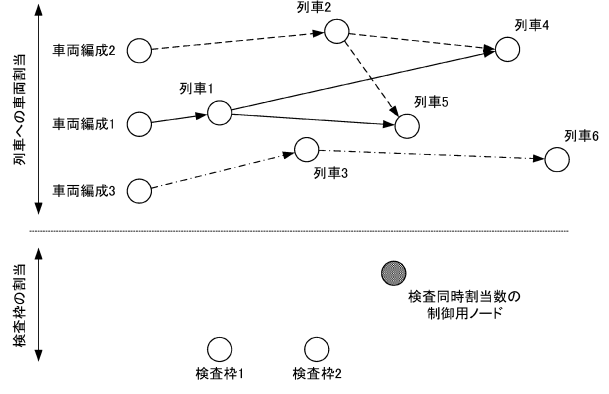 列車への車両割当
車両編成2
車両編成1
車両編成3
列車1
列車2
列車3
列車4
列車5
列車6
検査枠の割当
検査同時割当数の
制御用ノード
検査枠1
検査枠2